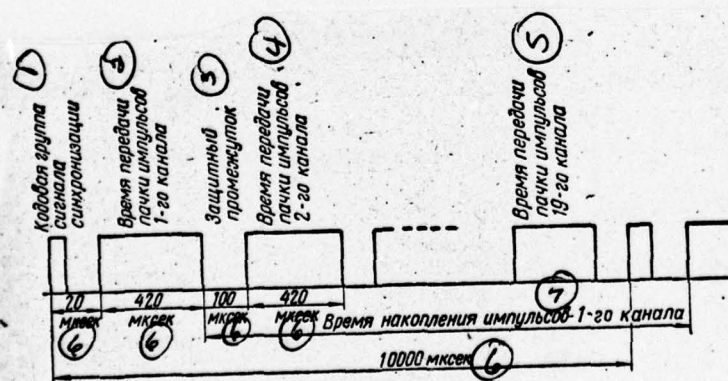 1
Кодовая группа
сигнала
синхронизации
2
Время передачи
пачки импульсов
1-го канала
3
Защитный
промежуток
4
Время передачи
пачки импульсов
2-го канала
5
Время передачи
пачки импульсов
19-го канала
20
мксек
6
420
мксек
6
100
мксек
6
420
мксек
6
7
Время накопления импульсов 1-го канала
10000 мксек
6